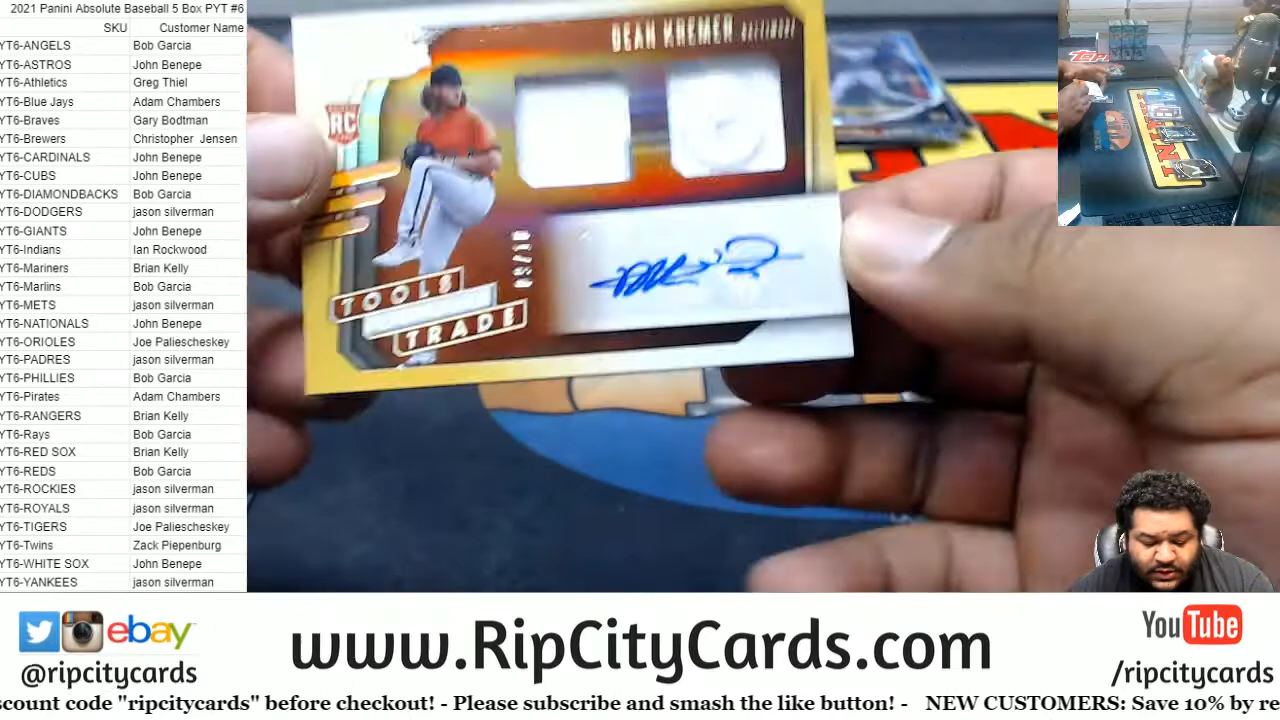 2021 Panini Absolute Baseball 5 Box PYT #6
SKU Customer Name
YT6-ANGELS Bob Garcia
YT6-ASTROS John Benepe
YT6-Athletics Greg Thiel
YT6-Blue Jays Adam Chambers
YT6-Braves Gary Bodtman
YT6-Brewers Christopher Jensen
YT6-CARDINALS John Benepe
YT6-CUBS John Benepe
YT6-DIAMONDBACKS Bob Garcia
YT6-DODGERS jason silverman
YT6-GIANTS John Benepe
YT6-Indians Ian Rockwood
YT6-Mariners Brian Kelly
YT6-Marlins Bob Garcia
YT6-METS jason silverman
YT6-NATIONALS John Benepe
YT6-ORIOLES Joe Paliescheskey
YT6-PADRES jason silverman
YT6-PHILLIES Bob Garcia
YT6-Pirates Adam Chambers
YT6-RANGERS Brian Kelly
YT6-Rays Bob Garcia
YT6-RED SOX Brian Kelly
YT6-REDS Bob Garcia
YT6-ROCKIES jason silverman
YT6-ROYALS jason silverman
YT6-TIGERS Joe Paliescheskey
YT6-Twins Zack Piepenburg
YT6-WHITE SOX John Benepe
YT6-YANKEES jason silverman
DEAN KREMER
RC
TOOLS
TRADE
ebay
@ripcitycards
www.RipCityCards.com
YouTube
/ripcitycards
scount code "ripcitycards" before checkout! - Please subscribe and smash the like button! - NEW CUSTOMERS: Save 10% by re